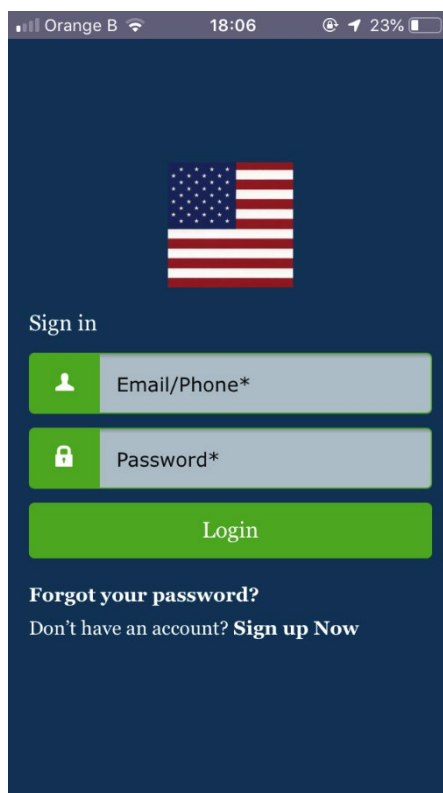 Orange B 18:06 23%
Sign in
Email/Phone*
Password*
Login
Forgot your password?
Don't have an account? Sign up Now